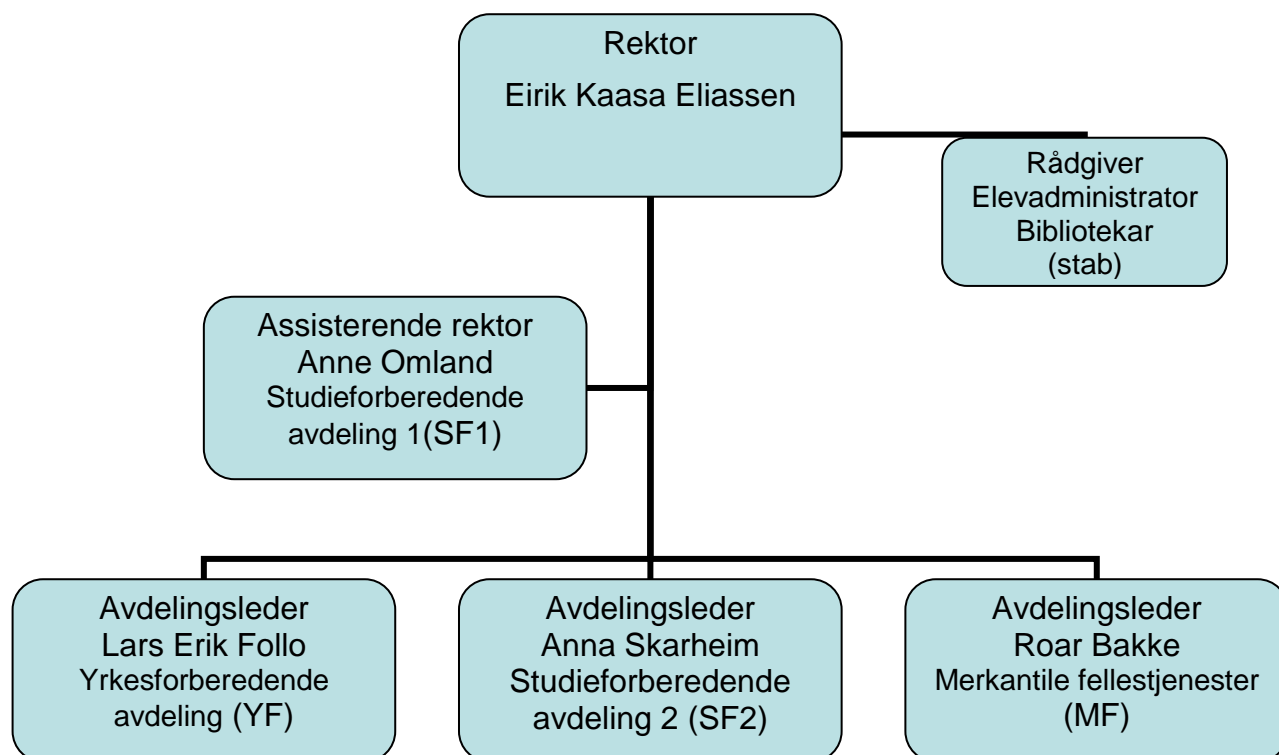 Rektor
Eirik Kaasa Eliassen
Rådgiver
Elevadministrator
Bibliotekar
(stab)
Assisterende rektor
Anne Omland
Studieforberedende
avdeling 1(SF1)
Avdelingsleder
Lars Erik Follo
Yrkesforberedende
avdeling (YF)
Avdelingsleder
Anna Skarheim
Studieforberedende
avdeling 2 (SF2)
Avdelingsleder
Roar Bakke
Merkantile fellestjenester
(MF)